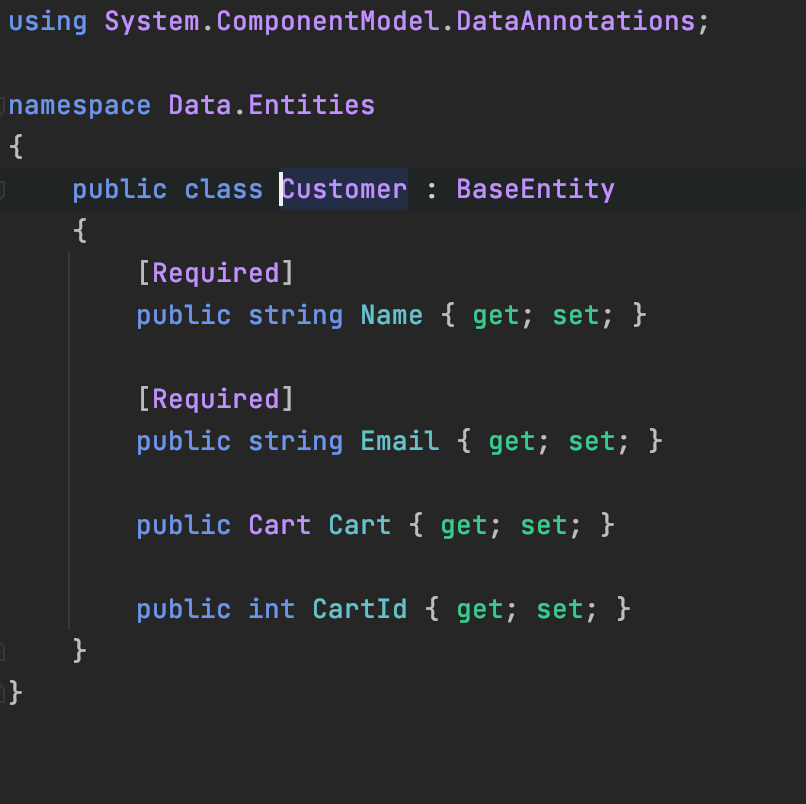 using System.ComponentModel.DataAnnotations;
namespace Data.Entities
{
public class Customer : BaseEntity
{
[Required]
public string Name { get; set; }
[Required]
public string Email { get; set; }
public Cart Cart { get; set; }
public int CartId { get; set; }
}
}